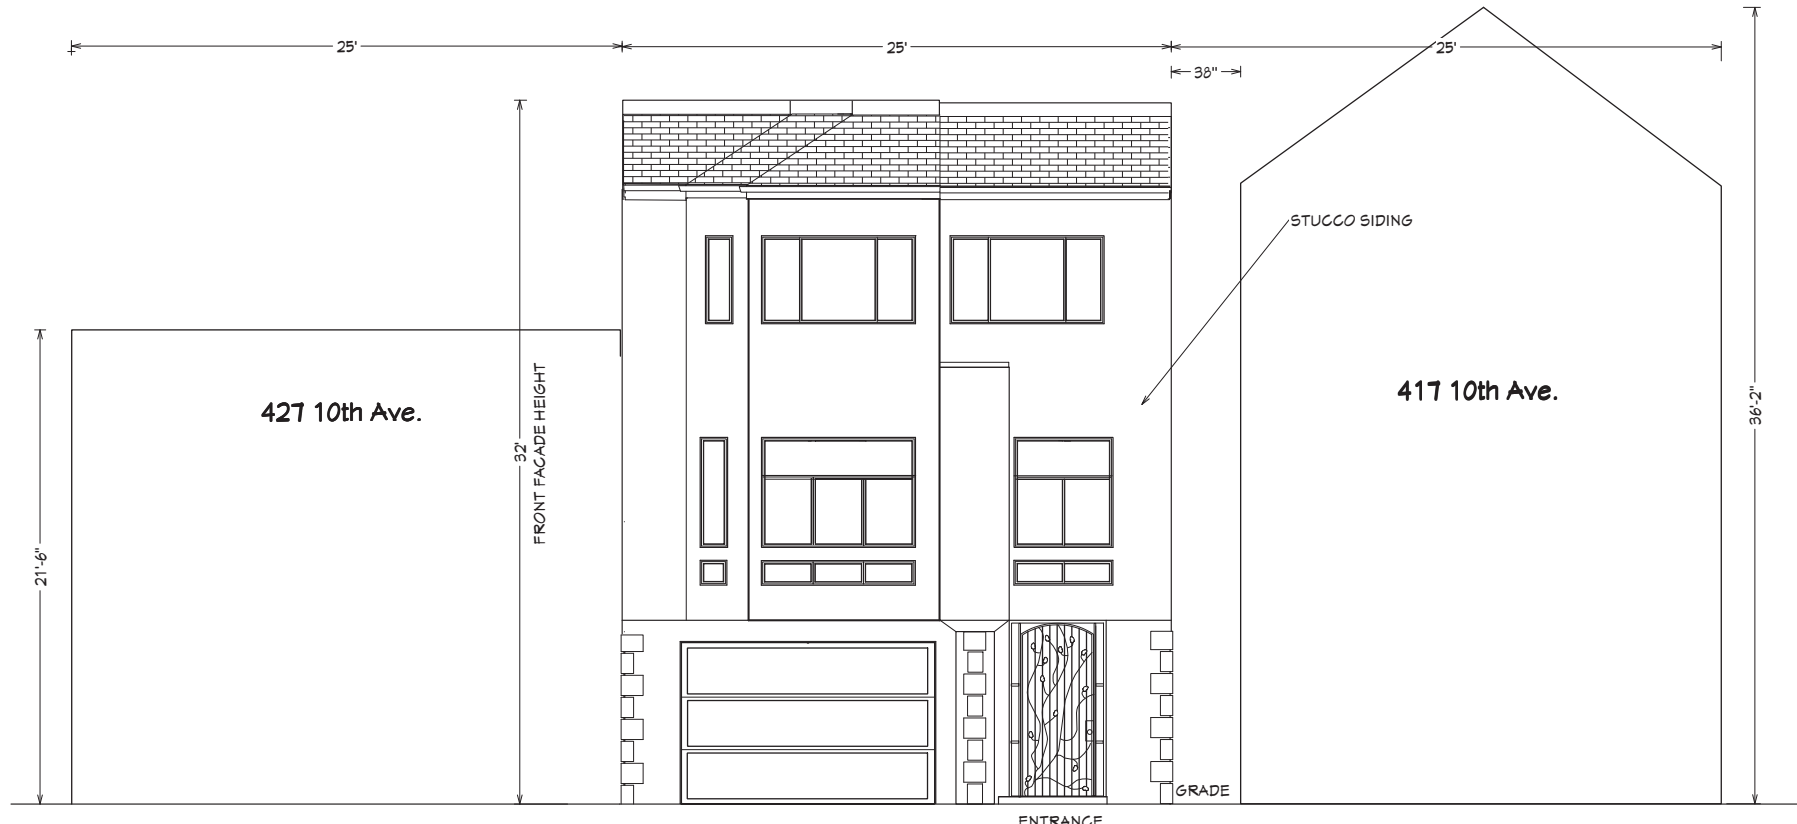 25'
25'
25'
38"
STUCCO SIDING
427 10th Ave.
417 10th Ave.
32'
FRONT FACADE HEIGHT
21'-6"
36'-2"
GRADE
ENTRANCE